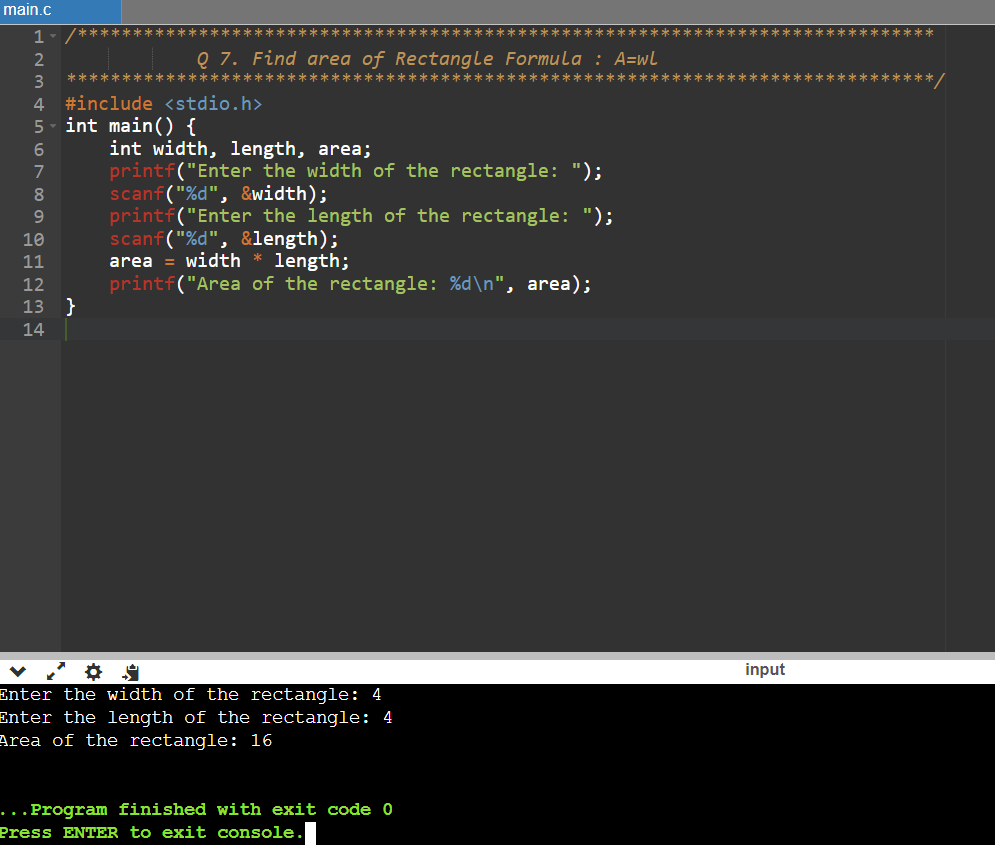 main.c
1 /******************************************************************************
2 Q 7. Find area of Rectangle Formula : A=wl
3 *******************************************************************************/
4 #include <stdio.h>
5 int main() {
6     int width, length, area;
7     printf("Enter the width of the rectangle: ");
8     scanf("%d", &width);
9     printf("Enter the length of the rectangle: ");
10     scanf("%d", &length);
11     area = width * length;
12     printf("Area of the rectangle: %d\n", area);
13 }
14
input
Enter the width of the rectangle: 4
Enter the length of the rectangle: 4
Area of the rectangle: 16
...Program finished with exit code 0
Press ENTER to exit console.